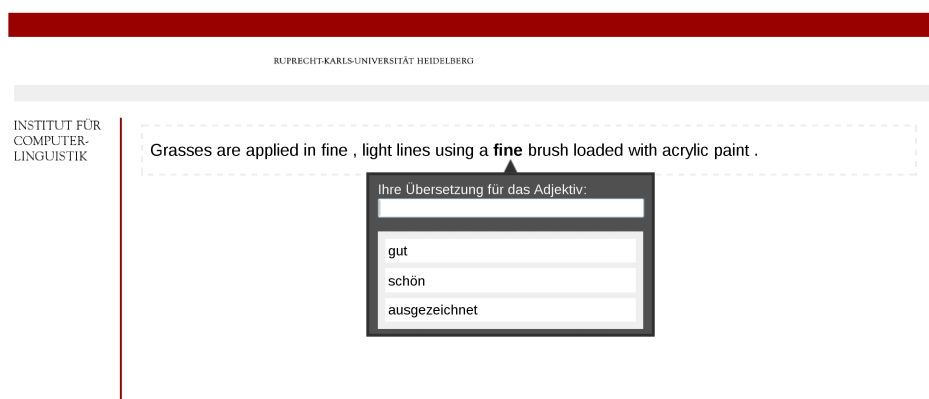 RUPRECHT-KARLS-UNIVERSITÄT HEIDELBERG
INSTITUT FÜR
COMPUTER-
LINGUISTIK
Grasses are applied in fine , light lines using a fine brush loaded with acrylic paint .
Ihre Übersetzung für das Adjektiv:
gut
schön
ausgezeichnet